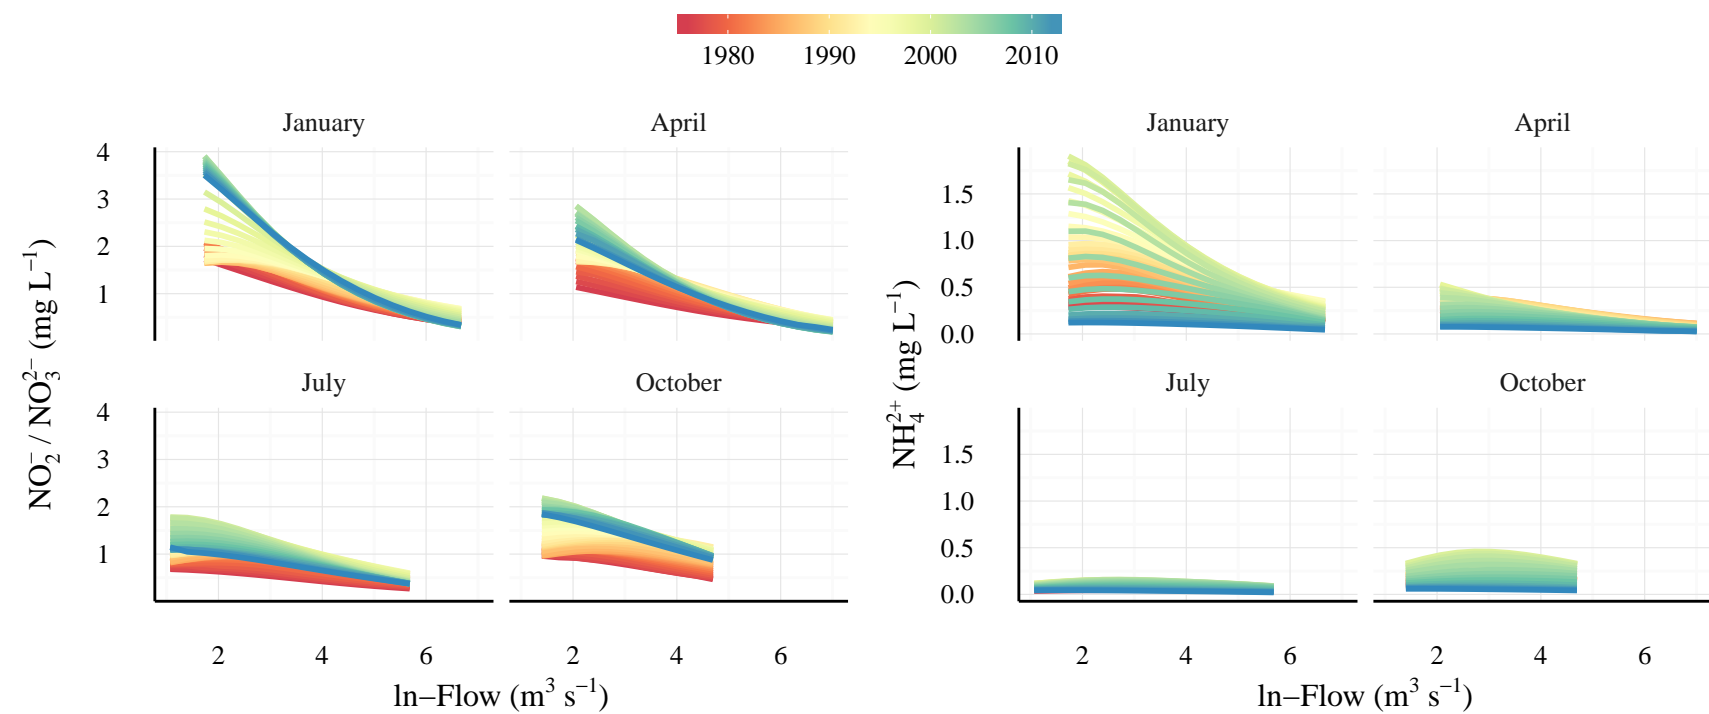 1980 1990 2000 2010
January April January April
4
3
2
1
1.5
1.0
0.5
0.0
July October July October
4
3
2
1
1.5
1.0
0.5
0.0
NO₂⁻ / NO₃²⁻ (mg L⁻¹)
NH₄²⁺ (mg L⁻¹)
2 4 6 2 4 6 2 4 6 2 4 6
ln−Flow (m³ s⁻¹) ln−Flow (m³ s⁻¹)